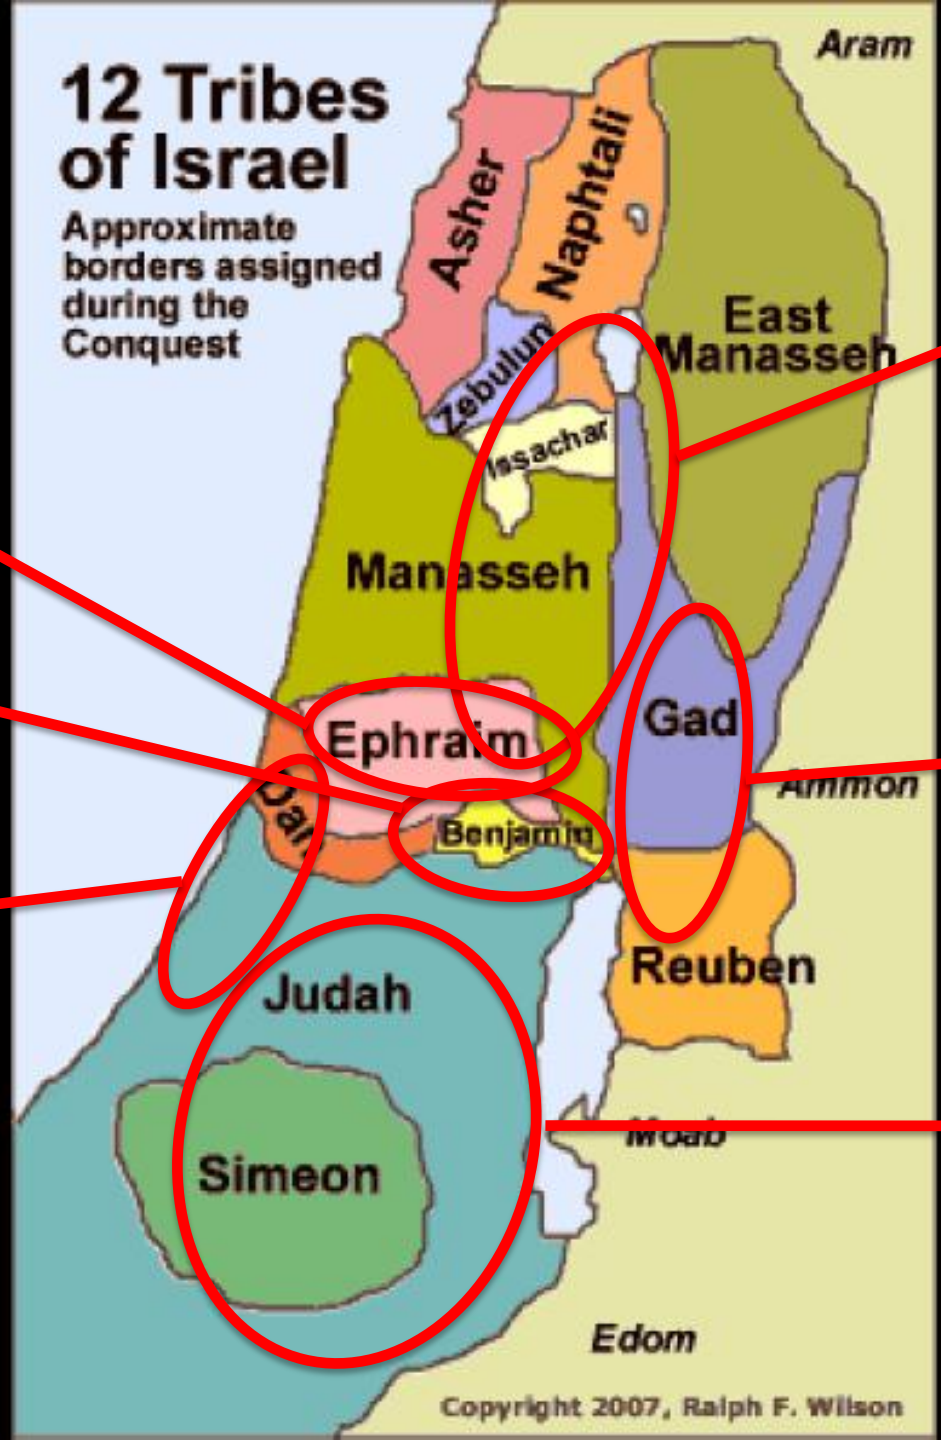 12 Tribes
of Israel
Approximate
borders assigned
during the
Conquest
Aram
Asher
Naphtali
East
Manasseh
Zebulun
Issachar
Manasseh
Ephraim
Gad
Dan
Benjamin
Ammon
Reuben
Judah
Moab
Simeon
Edom
Copyright 2007, Ralph F. Wilson